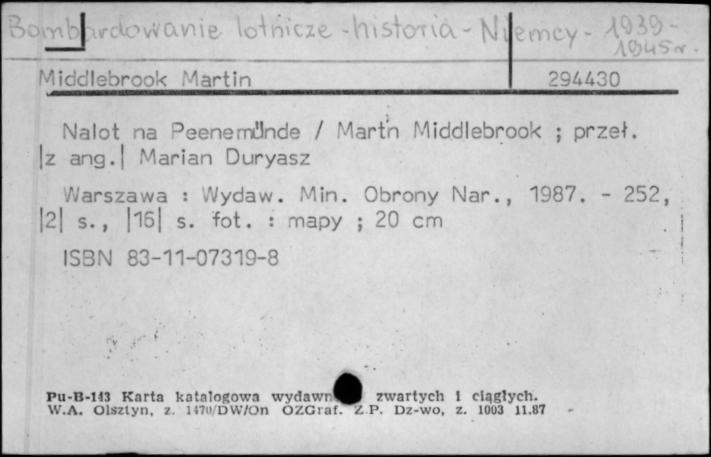 Bombardowanie lotnicze - historia - Niemcy - 1939-
1945 r.
Middlebrook Martin 294430
Nalot na Peenemünde / Martin Middlebrook ; przeł.
|z ang.| Marian Duryasz
Warszawa : Wydaw. Min. Obrony Nar., 1987. - 252,
|2| s., |16| s. fot. : mapy ; 20 cm
ISBN 83-11-07319-8
Pu-B-143 Karta katalogowa wydawn zwartych i ciągłych.
W.A. Olsztyn, z. 1470/DW/On OZGraf. Z.P. Dz-wo, z. 1003 11.87